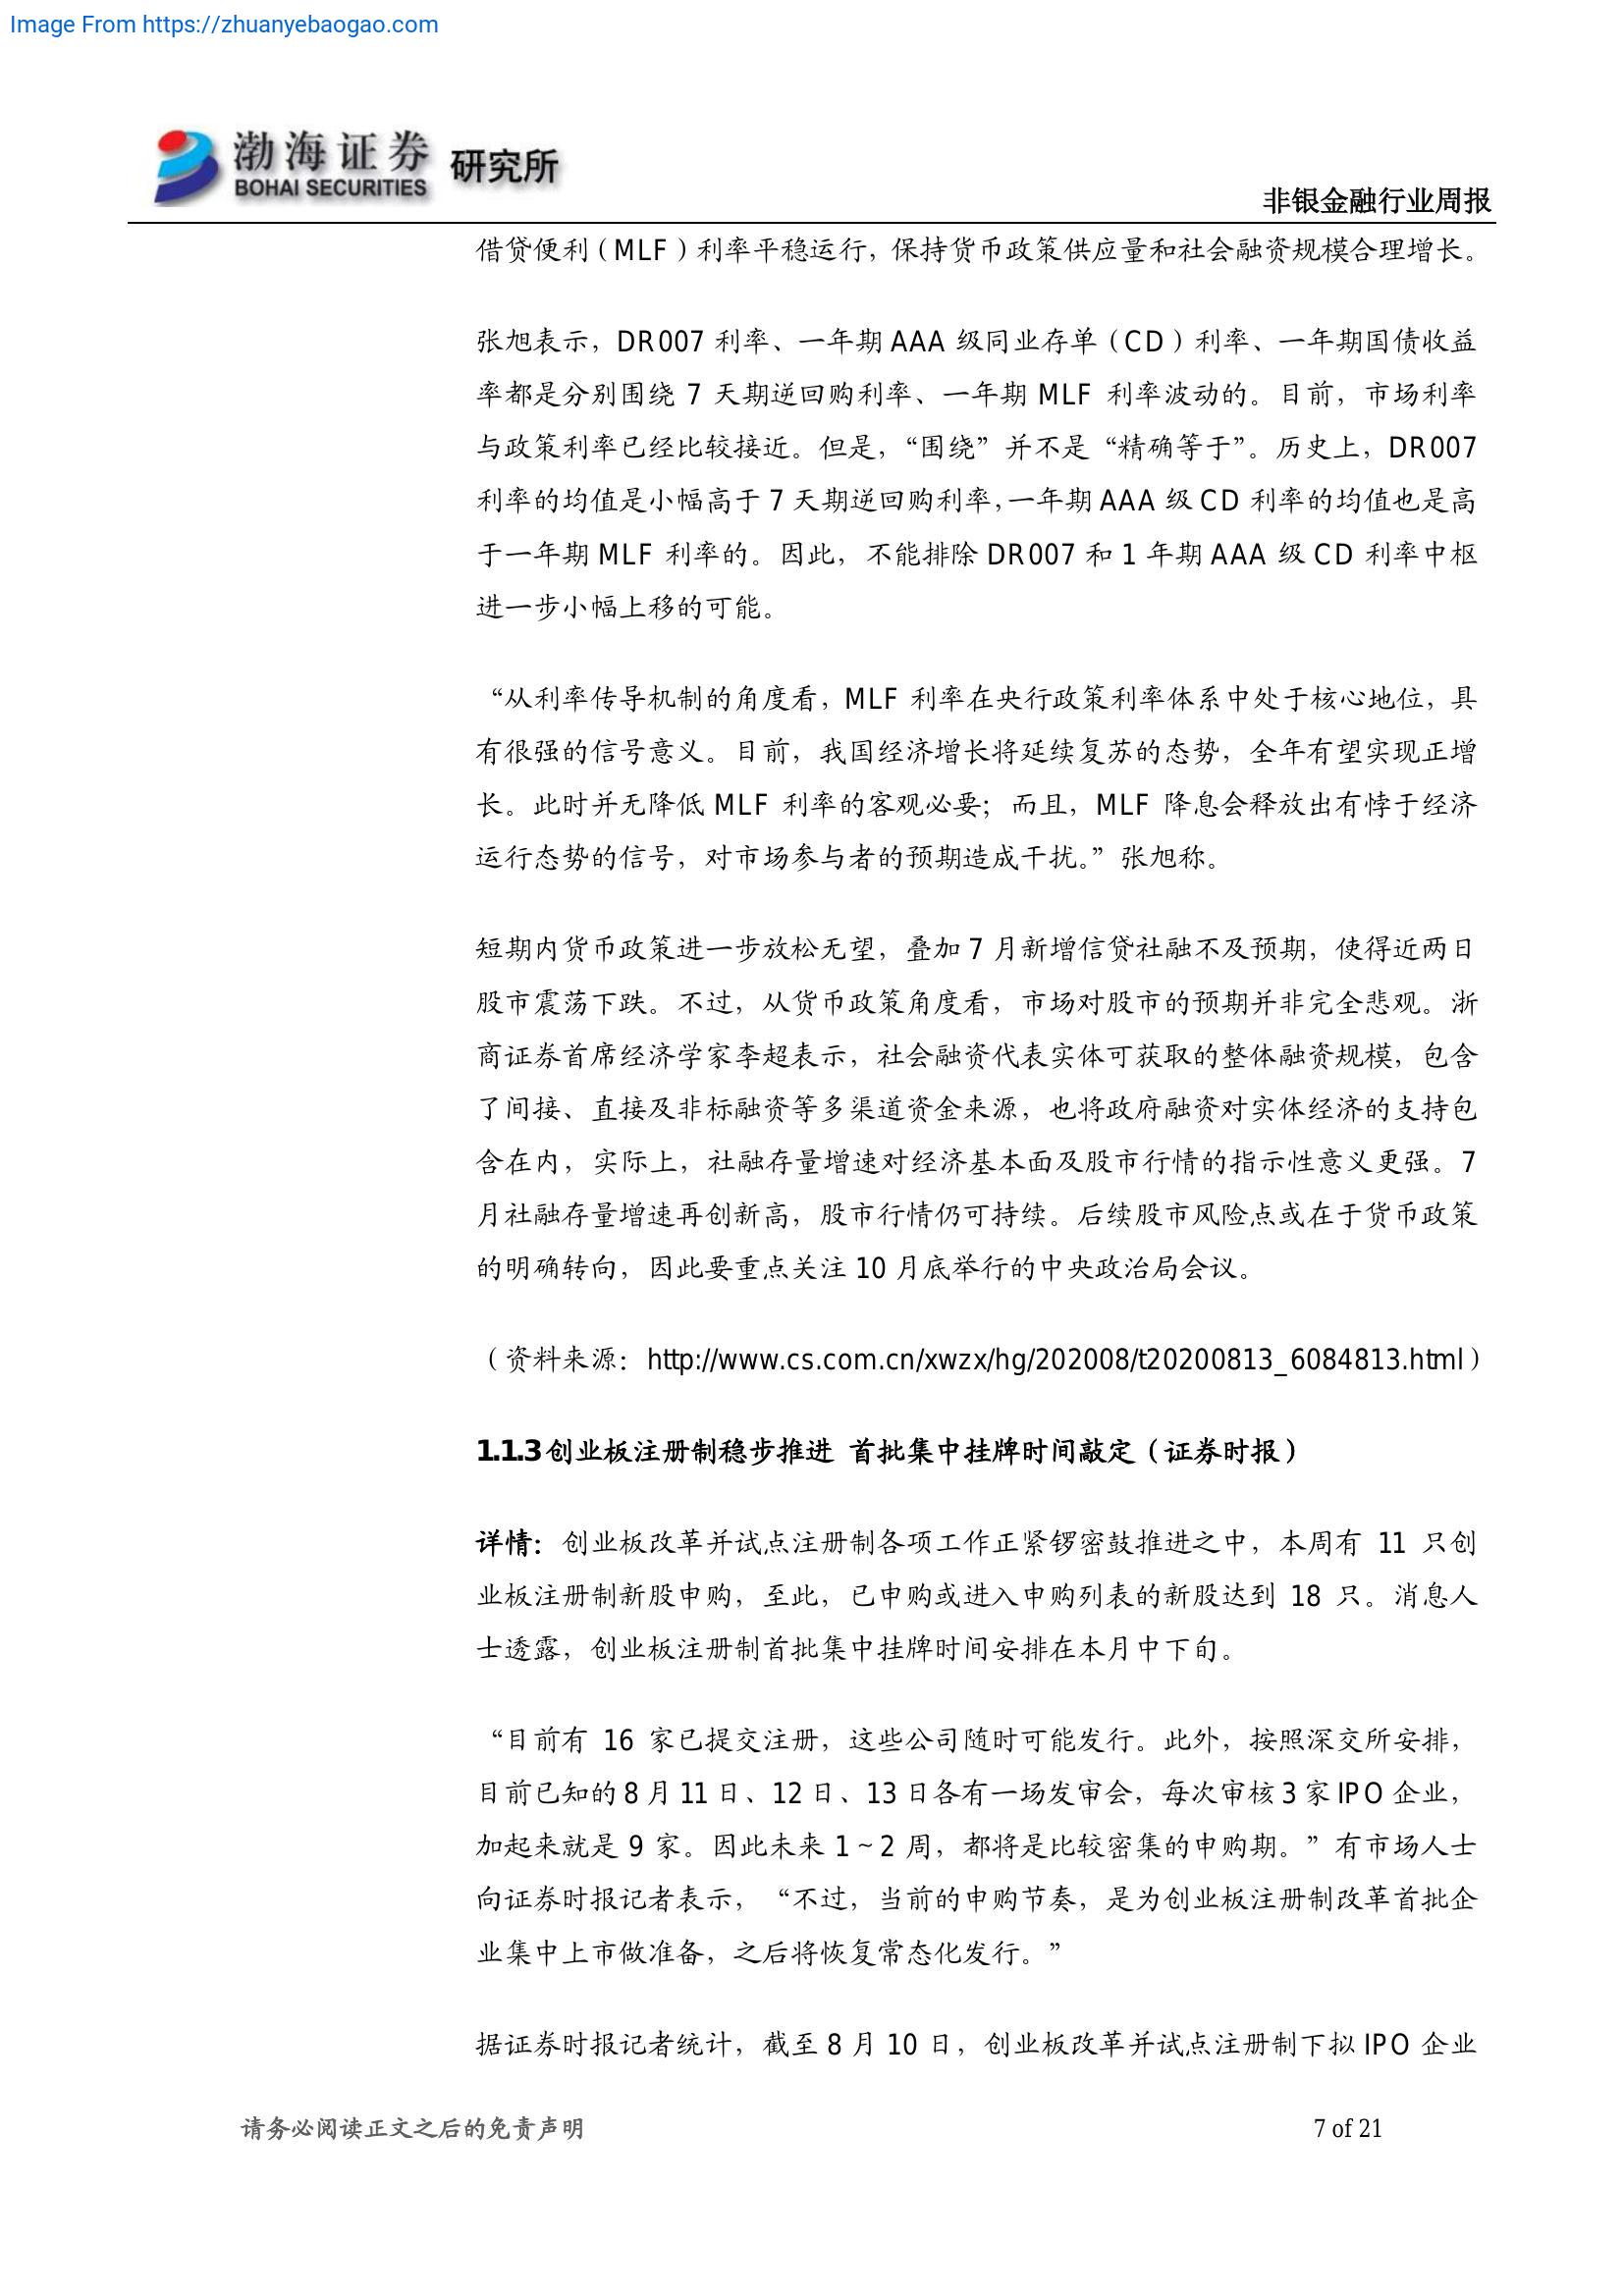 Image From https://zhuanyebaogao.com
渤海证券 研究所
BOHAI SECURITIES
非银金融行业周报
借贷便利（MLF）利率平稳运行，保持货币政策供应量和社会融资规模合理增长。
张旭表示，DR007 利率、一年期 AAA 级同业存单（CD）利率、一年期国债收益
率都是分别围绕 7 天期逆回购利率、一年期 MLF 利率波动的。目前，市场利率
与政策利率已经比较接近。但是，“围绕”并不是“精确等于”。历史上，DR007
利率的均值是小幅高于 7 天期逆回购利率，一年期 AAA 级 CD 利率的均值也是高
于一年期 MLF 利率的。因此，不能排除 DR007 和 1 年期 AAA 级 CD 利率中枢
进一步小幅上移的可能。
“从利率传导机制的角度看，MLF 利率在央行政策利率体系中处于核心地位，具
有很强的信号意义。目前，我国经济增长将延续复苏的态势，全年有望实现正增
长。此时并无降低 MLF 利率的客观必要；而且，MLF 降息会释放出有悖于经济
运行态势的信号，对市场参与者的预期造成干扰。”张旭称。
短期内货币政策进一步放松无望，叠加 7 月新增信贷社融不及预期，使得近两日
股市震荡下跌。不过，从货币政策角度看，市场对股市的预期并非完全悲观。浙
商证券首席经济学家李超表示，社会融资代表实体可获取的整体融资规模，包含
了间接、直接及非标融资等多渠道资金来源，也将政府融资对实体经济的支持包
含在内，实际上，社融存量增速对经济基本面及股市行情的指示性意义更强。7
月社融存量增速再创新高，股市行情仍可持续。后续股市风险点或在于货币政策
的明确转向，因此要重点关注 10 月底举行的中央政治局会议。
（资料来源：http://www.cs.com.cn/xwzx/hg/202008/t20200813_6084813.html）
1.1.3 创业板注册制稳步推进 首批集中挂牌时间敲定（证券时报）
详情：创业板改革并试点注册制各项工作正紧锣密鼓推进之中，本周有 11 只创
业板注册制新股申购，至此，已申购或进入申购列表的新股达到 18 只。消息人
士透露，创业板注册制首批集中挂牌时间安排在本月中下旬。
“目前有 16 家已提交注册，这些公司随时可能发行。此外，按照深交所安排，
目前已知的 8 月 11 日、12 日、13 日各有一场发审会，每次审核 3 家 IPO 企业，
加起来就是 9 家。因此未来 1~2 周，都将是比较密集的申购期。”有市场人士
向证券时报记者表示，“不过，当前的申购节奏，是为创业板注册制改革首批企
业集中上市做准备，之后将恢复常态化发行。”
据证券时报记者统计，截至 8 月 10 日，创业板改革并试点注册制下拟 IPO 企业
请务必阅读正文之后的免责声明
7 of 21